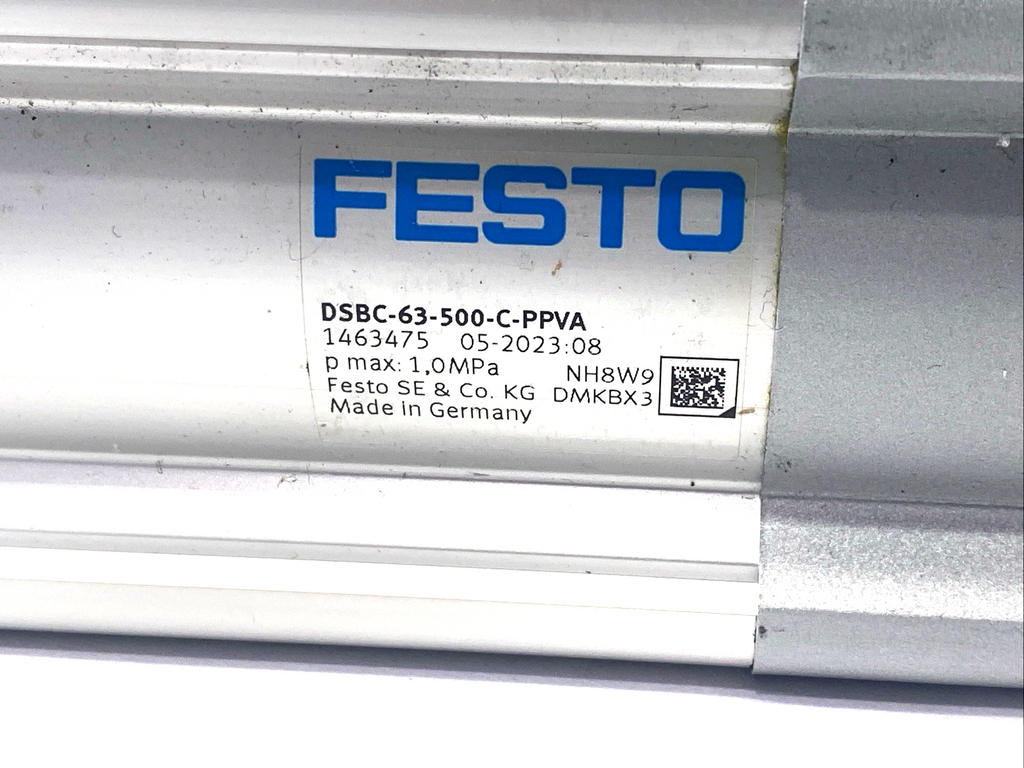 FESTO
DSBC-63-500-C-PPVA
1463475 05-2023:08
p max: 1,0MPa NH8W9
Festo SE & Co. KG DMKBX3
Made in Germany